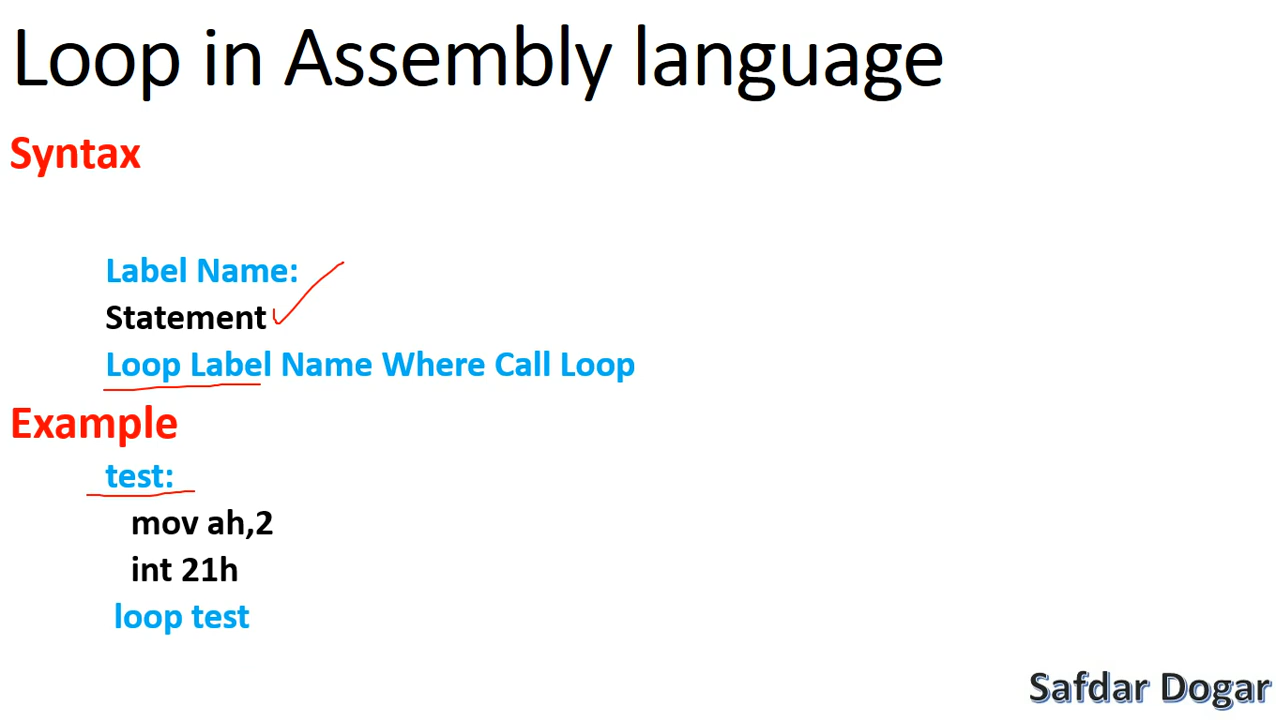 Loop in Assembly language
Syntax
Label Name:
Statement
Loop Label Name Where Call Loop
Example
test:
mov ah,2
int 21h
loop test
Safdar Dogar